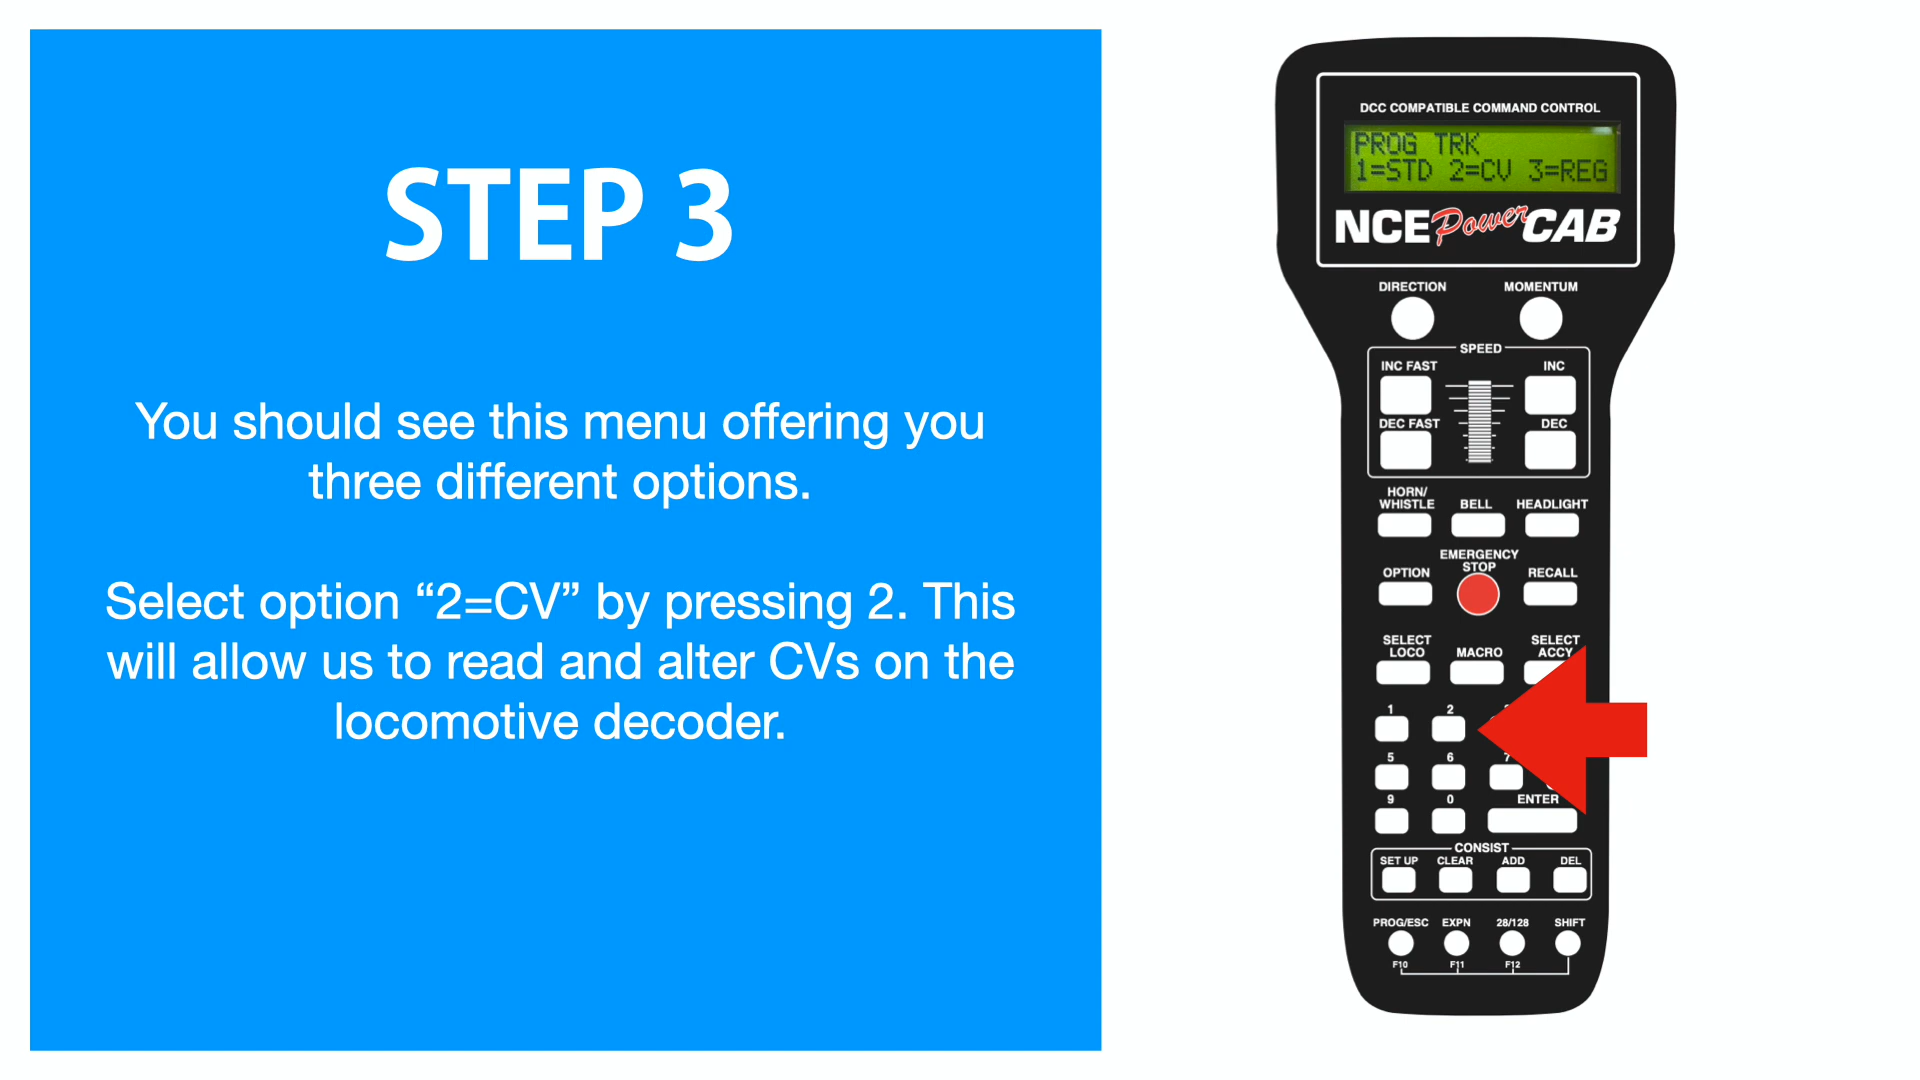 STEP 3
You should see this menu offering you
three different options.
Select option “2=CV” by pressing 2. This
will allow us to read and alter CVs on the
locomotive decoder.
DCC COMPATIBLE COMMAND CONTROL
PROG TRK
1=STD 2=CV 3=REG
NCE Power CAB
DIRECTION MOMENTUM
SPEED
INC FAST INC
DEC FAST DEC
HORN/
WHISTLE BELL HEADLIGHT
EMERGENCY
STOP
OPTION RECALL
SELECT
LOCO MACRO SELECT
ACCY
1 2
5 6 7
9 0 ENTER
CONSIST
SET UP CLEAR ADD DEL
PROG/ESC EXPN 28/128 SHIFT
F10 F11 F12